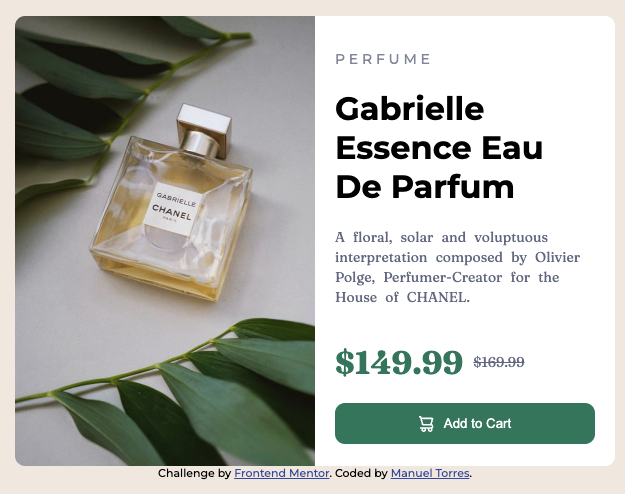 PERFUME
Gabrielle
Essence Eau
De Parfum
A floral, solar and voluptuous
interpretation composed by Olivier
Polge, Perfumer-Creator for the
House of CHANEL.
$149.99 $169.99
Add to Cart
GABRIELLE
CHANEL
PARIS
Challenge by Frontend Mentor. Coded by Manuel Torres.